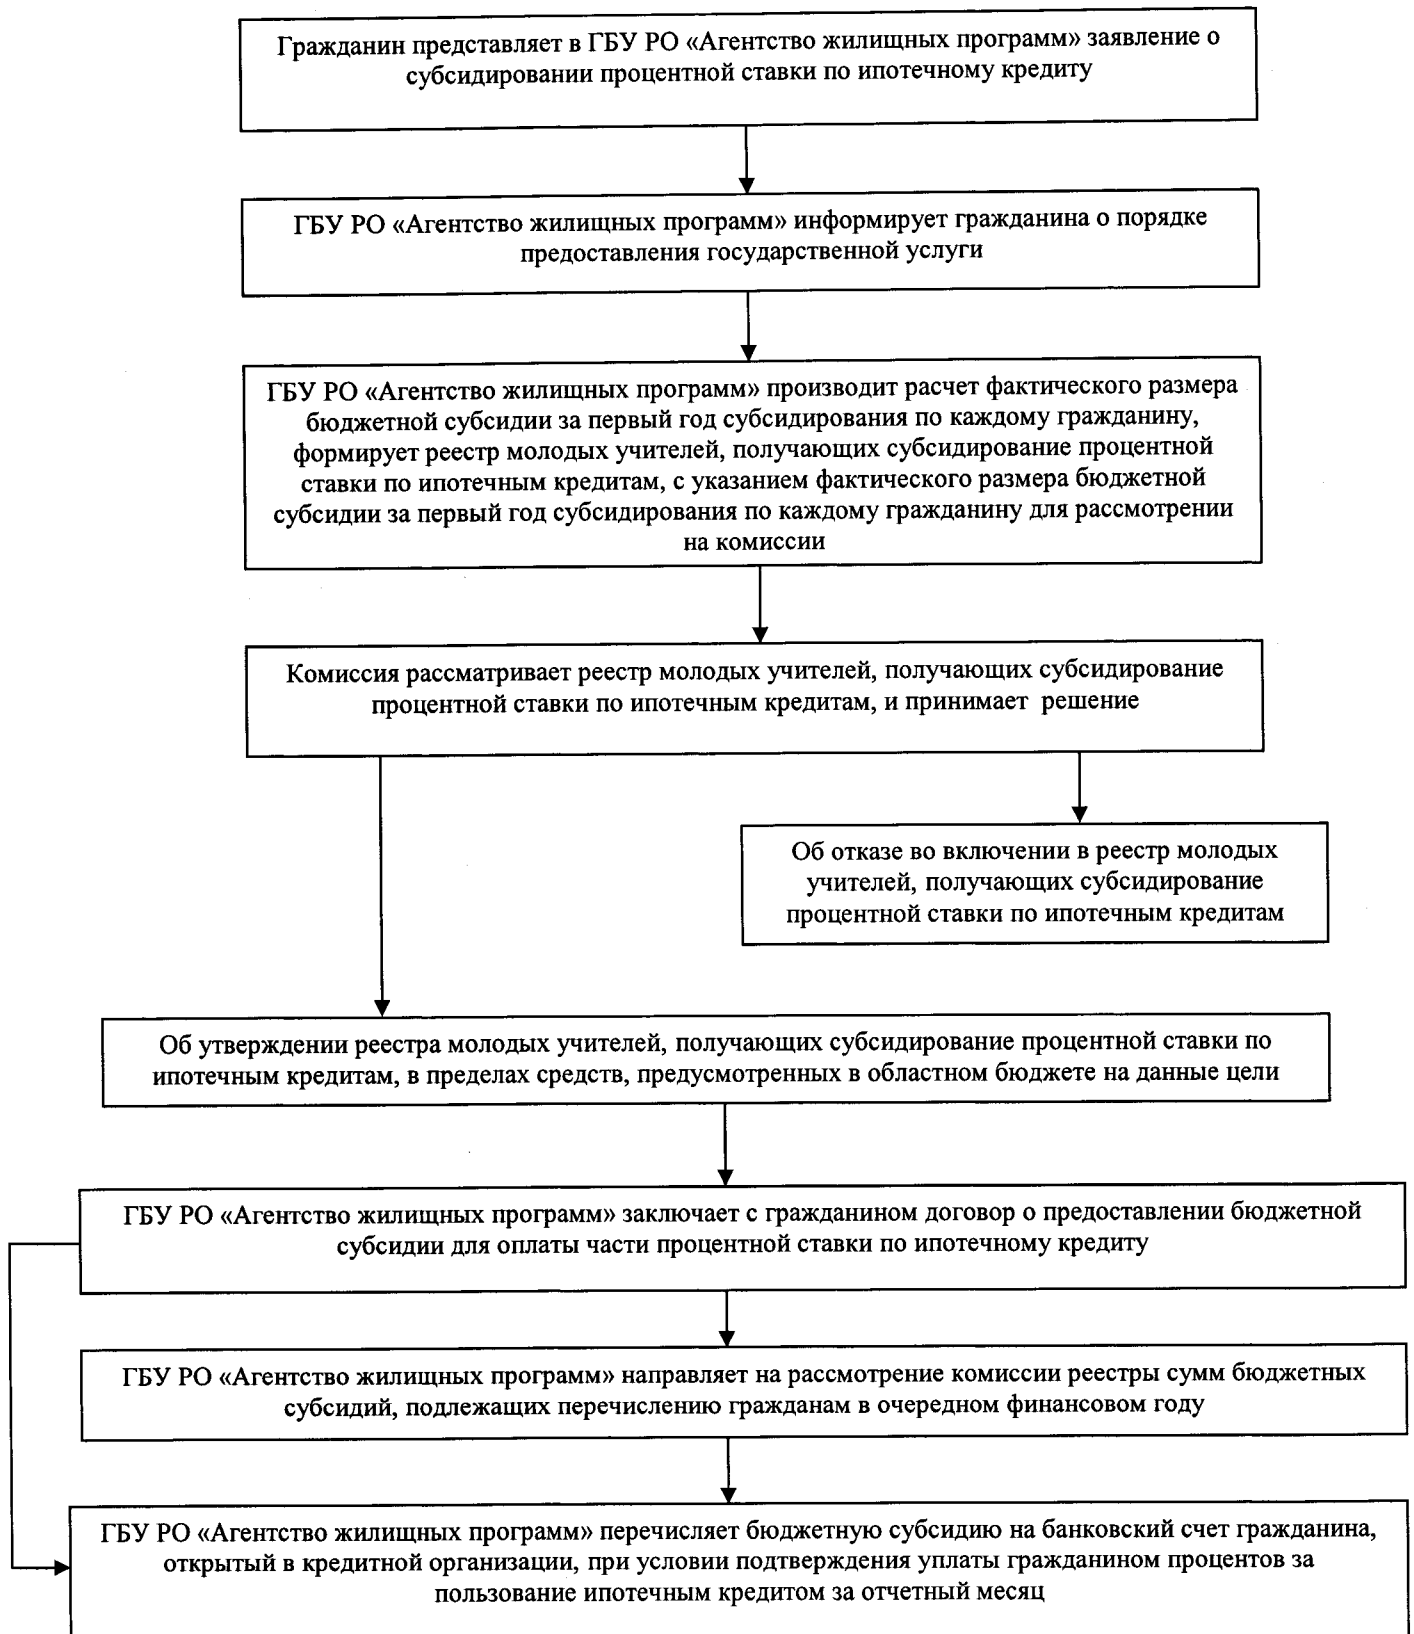 Гражданин представляет в ГБУ РО «Агентство жилищных программ» заявление о
субсидировании процентной ставки по ипотечному кредиту
ГБУ РО «Агентство жилищных программ» информирует гражданина о порядке
предоставления государственной услуги
ГБУ РО «Агентство жилищных программ» производит расчет фактического размера
бюджетной субсидии за первый год субсидирования по каждому гражданину,
формирует реестр молодых учителей, получающих субсидирование процентной
ставки по ипотечным кредитам, с указанием фактического размера бюджетной
субсидии за первый год субсидирования по каждому гражданину для рассмотрении
на комиссии
Комиссия рассматривает реестр молодых учителей, получающих субсидирование
процентной ставки по ипотечным кредитам, и принимает решение
Об отказе во включении в реестр молодых
учителей, получающих субсидирование
процентной ставки по ипотечным кредитам
Об утверждении реестра молодых учителей, получающих субсидирование процентной ставки по
ипотечным кредитам, в пределах средств, предусмотренных в областном бюджете на данные цели
ГБУ РО «Агентство жилищных программ» заключает с гражданином договор о предоставлении бюджетной
субсидии для оплаты части процентной ставки по ипотечному кредиту
ГБУ РО «Агентство жилищных программ» направляет на рассмотрение комиссии реестры сумм бюджетных
субсидий, подлежащих перечислению гражданам в очередном финансовом году
ГБУ РО «Агентство жилищных программ» перечисляет бюджетную субсидию на банковский счет гражданина,
открытый в кредитной организации, при условии подтверждения уплаты гражданином процентов за
пользование ипотечным кредитом за отчетный месяц